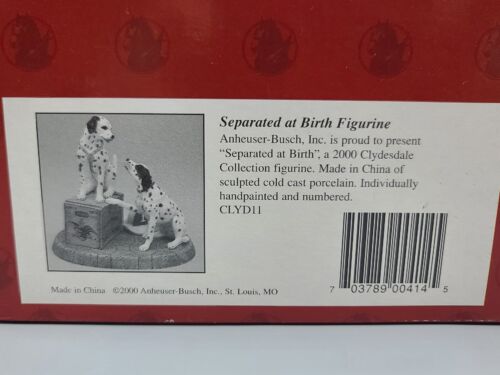 Separated at Birth Figurine
Anheuser-Busch, Inc. is proud to present
"Separated at Birth", a 2000 Clydesdale
Collection figurine. Made in China of
sculpted cold cast porcelain. Individually
handpainted and numbered.
CLYD11
Made in China ©2000 Anheuser-Busch, Inc., St. Louis, MO
7 03789 00414 5